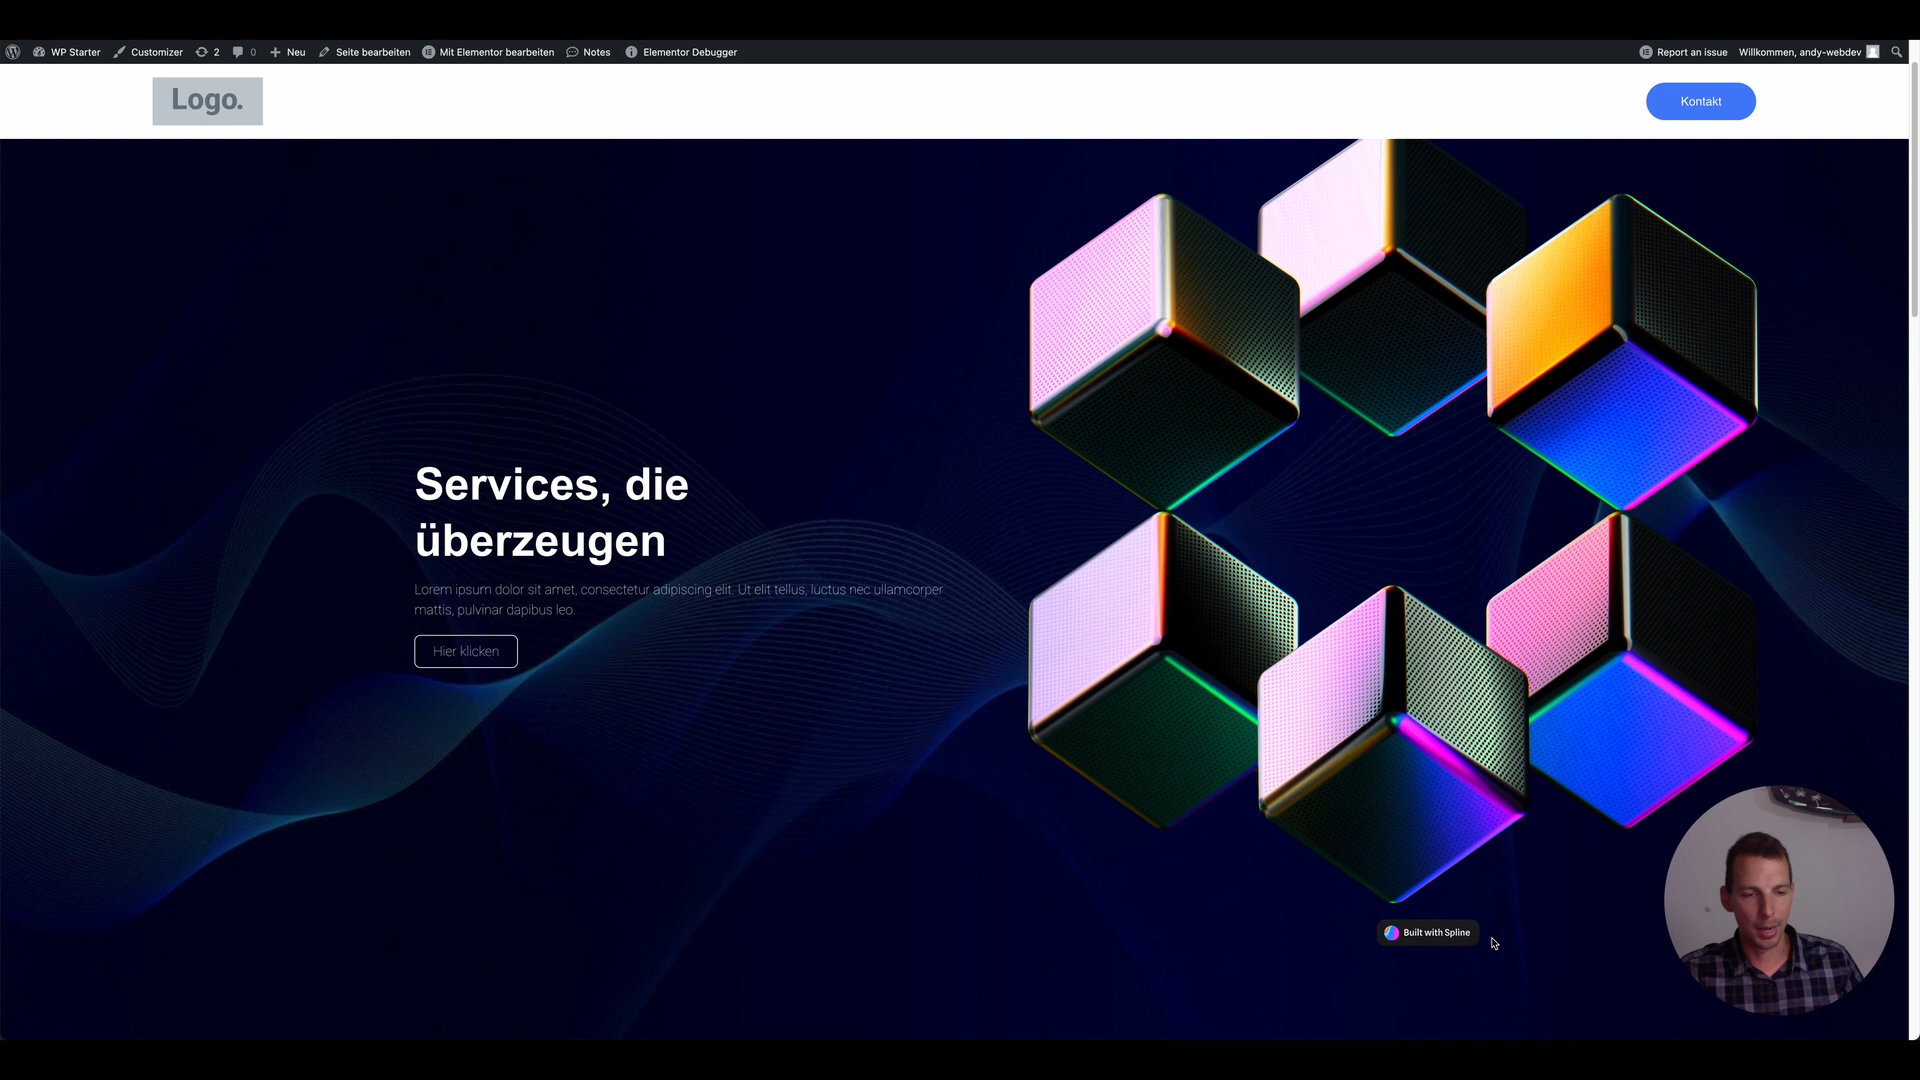 WP Starter Customizer 2 0 Neu Seite bearbeiten Mit Elementor bearbeiten Notes Elementor Debugger Report an issue Willkommen, andy-webdev
Logo.
Kontakt
Services, die
überzeugen
Lorem ipsum dolor sit amet, consectetur adipiscing elit. Ut elit tellus, luctus nec ullamcorper
mattis, pulvinar dapibus leo.
Hier klicken
Built with Spline